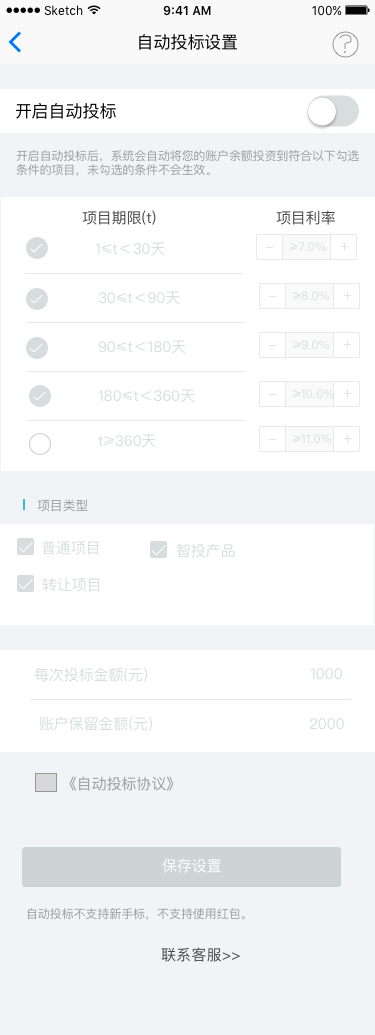 Sketch 9:41 AM 100%
自动投标设置
开启自动投标
开启自动投标后，系统会自动将您的账户余额投资到符合以下勾选
条件的项目，未勾选的条件不会生效。
项目期限(t) 项目利率
1≤t＜30天 − ≥7.0% +
30≤t＜90天 − ≥8.0% +
90≤t＜180天 − ≥9.0% +
180≤t＜360天 − ≥10.0% +
t≥360天 − ≥11.0% +
项目类型
普通项目 智投产品
转让项目
每次投标金额(元) 1000
账户保留金额(元) 2000
《自动投标协议》
保存设置
自动投标不支持新手标，不支持使用红包。
联系客服>>